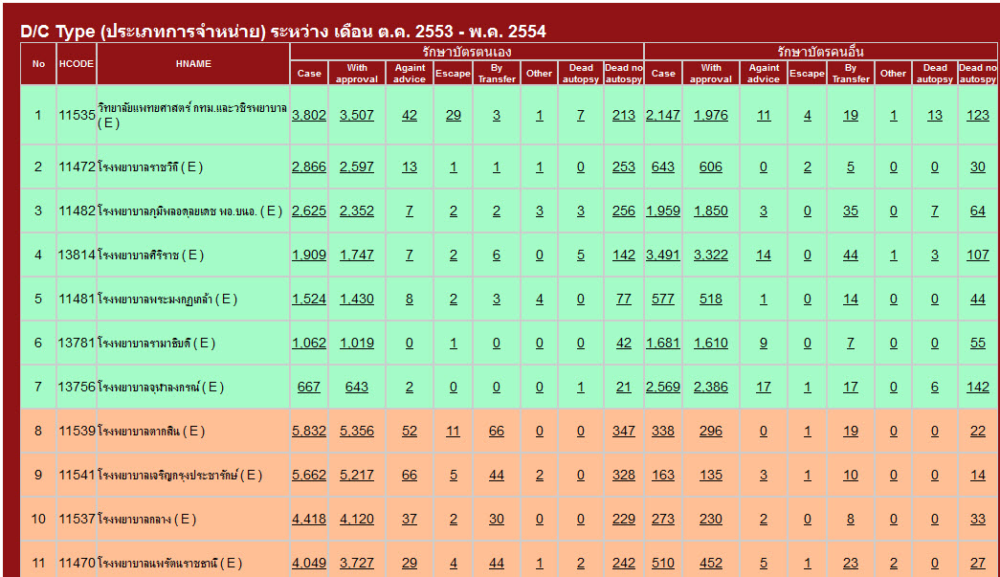 D/C Type (ประเภทการจำหน่าย) ระหว่าง เดือน ต.ค. 2553 - พ.ค. 2554
No HCODE HNAME รักษาบัตรตนเอง รักษาบัตรคนอื่น
Case With approval Againt advice Escape By Transfer Other Dead autopsy Dead no autospy Case With approval Againt advice Escape By Transfer Other Dead autopsy Dead no autospy
1 11535 วิทยาลัยแพทยศาสตร์ กทม.และวชิรพยาบาล ( E ) 3,802 3,507 42 29 3 1 7 213 2,147 1,976 11 4 19 1 13 123
2 11472 โรงพยาบาลราชวิถี ( E ) 2,866 2,597 13 1 1 1 0 253 643 606 0 2 5 0 0 30
3 11482 โรงพยาบาลภูมิพลอดุลยเดช พอ.บนอ. ( E ) 2,625 2,352 7 2 2 3 3 256 1,959 1,850 3 0 35 0 7 64
4 13814 โรงพยาบาลศิริราช ( E ) 1,909 1,747 7 2 6 0 5 142 3,491 3,322 14 0 44 1 3 107
5 11481 โรงพยาบาลพระมงกุฎเกล้า ( E ) 1,524 1,430 8 2 3 4 0 77 577 518 1 0 14 0 0 44
6 13781 โรงพยาบาลรามาธิบดี ( E ) 1,062 1,019 0 1 0 0 0 42 1,681 1,610 9 0 7 0 0 55
7 13756 โรงพยาบาลจุฬาลงกรณ์ ( E ) 667 643 2 0 0 0 1 21 2,569 2,386 17 1 17 0 6 142
8 11539 โรงพยาบาลตากสิน ( E ) 5,832 5,356 52 11 66 0 0 347 338 296 0 1 19 0 0 22
9 11541 โรงพยาบาลเจริญกรุงประชารักษ์ ( E ) 5,662 5,217 66 5 44 2 0 328 163 135 3 1 10 0 0 14
10 11537 โรงพยาบาลกลาง ( E ) 4,418 4,120 37 2 30 0 0 229 273 230 2 0 8 0 0 33
11 11470 โรงพยาบาลนพรัตนราชธานี ( E ) 4,049 3,727 29 4 44 1 2 242 510 452 5 1 23 2 0 27